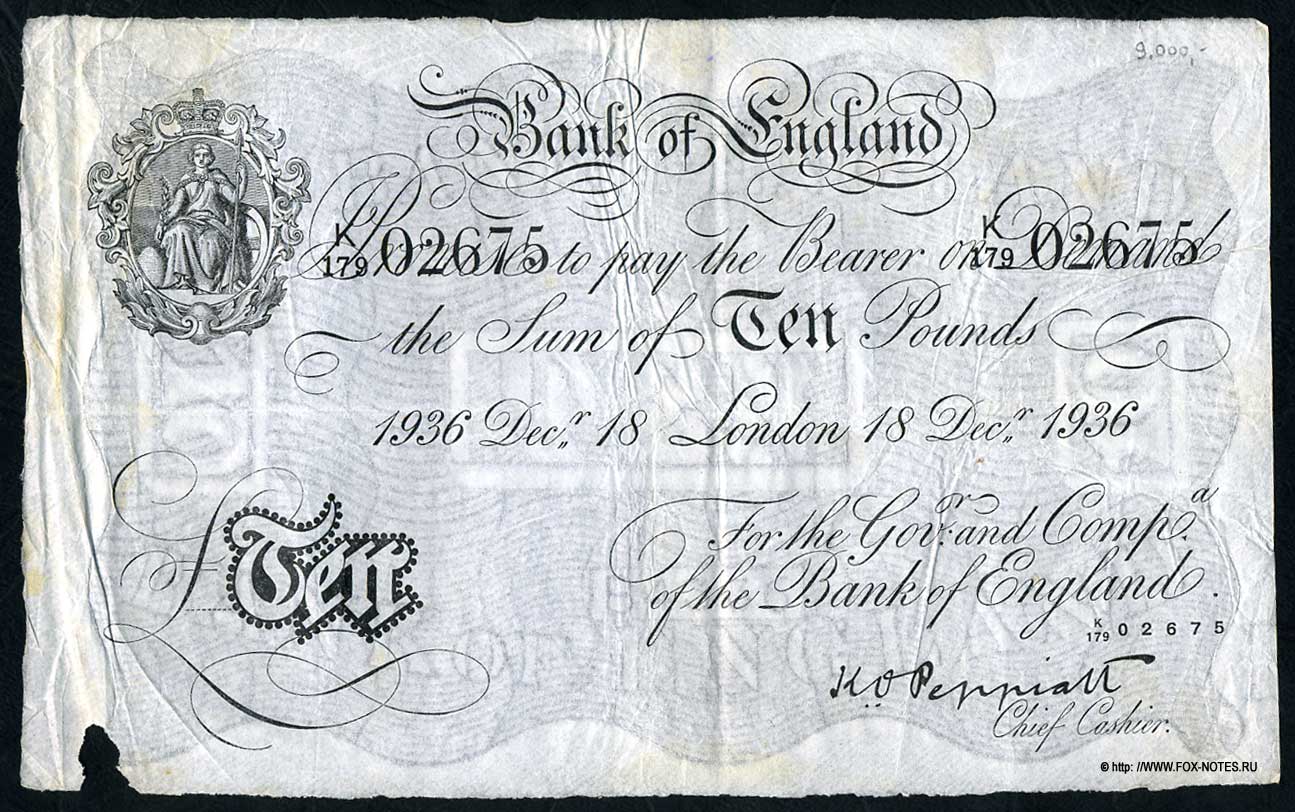 9.000,-
Bank of England
K/179 02675 to pay the Bearer on Demand K/179 02675
the Sum of Ten Pounds
1936 Decr. 18 London 18 Decr. 1936
£Ten
For the Govr. and Compa.
of the Bank of England.
K/179 02675
K.O. Peppiatt
Chief Cashier.
© http: //WWW.FOX-NOTES.RU